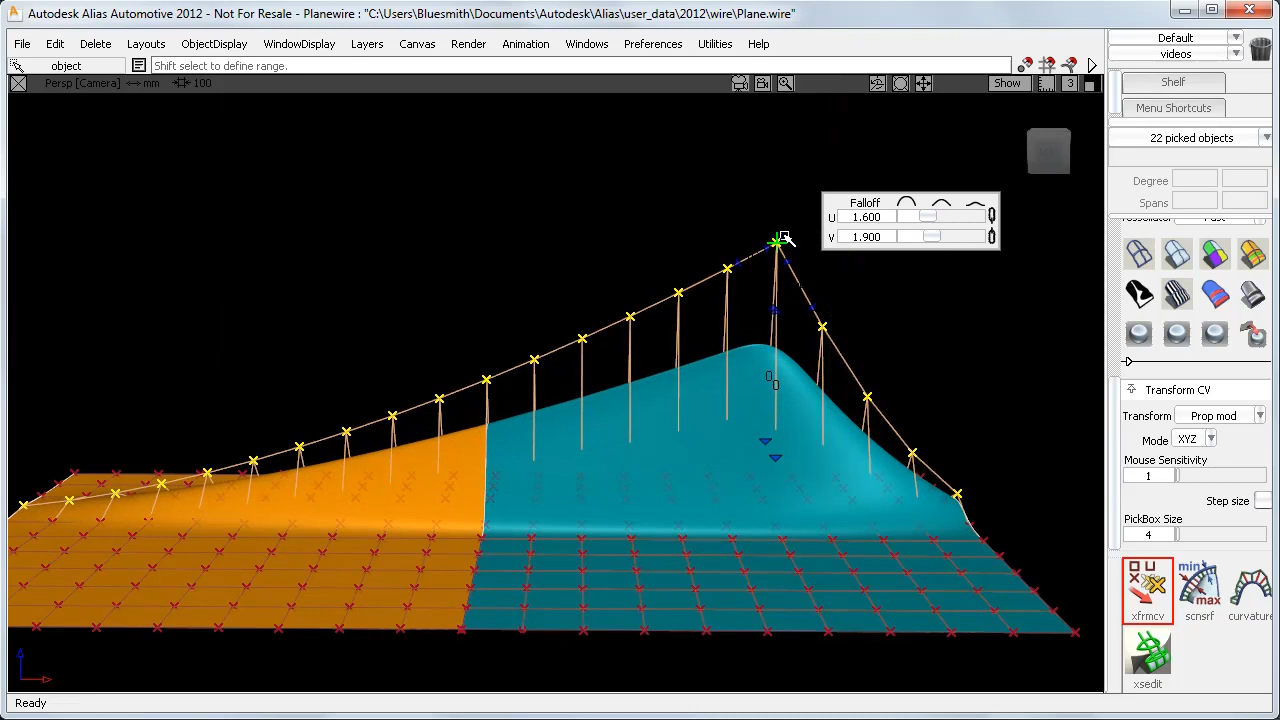 Autodesk Alias Automotive 2012 - Not For Resale - Planewire : "C:\Users\Bluesmith\Documents\Autodesk\Alias\user_data\2012\wire\Plane.wire"
File Edit Delete Layouts ObjectDisplay WindowDisplay Layers Canvas Render Animation Windows Preferences Utilities Help
Default
object Shift select to define range.
videos
Persp [Camera] mm 100 Show 3
Shelf
Menu Shortcuts
22 picked objects
Degree
Spans
Falloff
U 1.600
V 1.900
Transform CV
Transform Prop mod
Mode XYZ
Mouse Sensitivity
1
Step size
PickBox Size
4
min
max
xfrmcv scnsrf curvature
xsedit
Ready